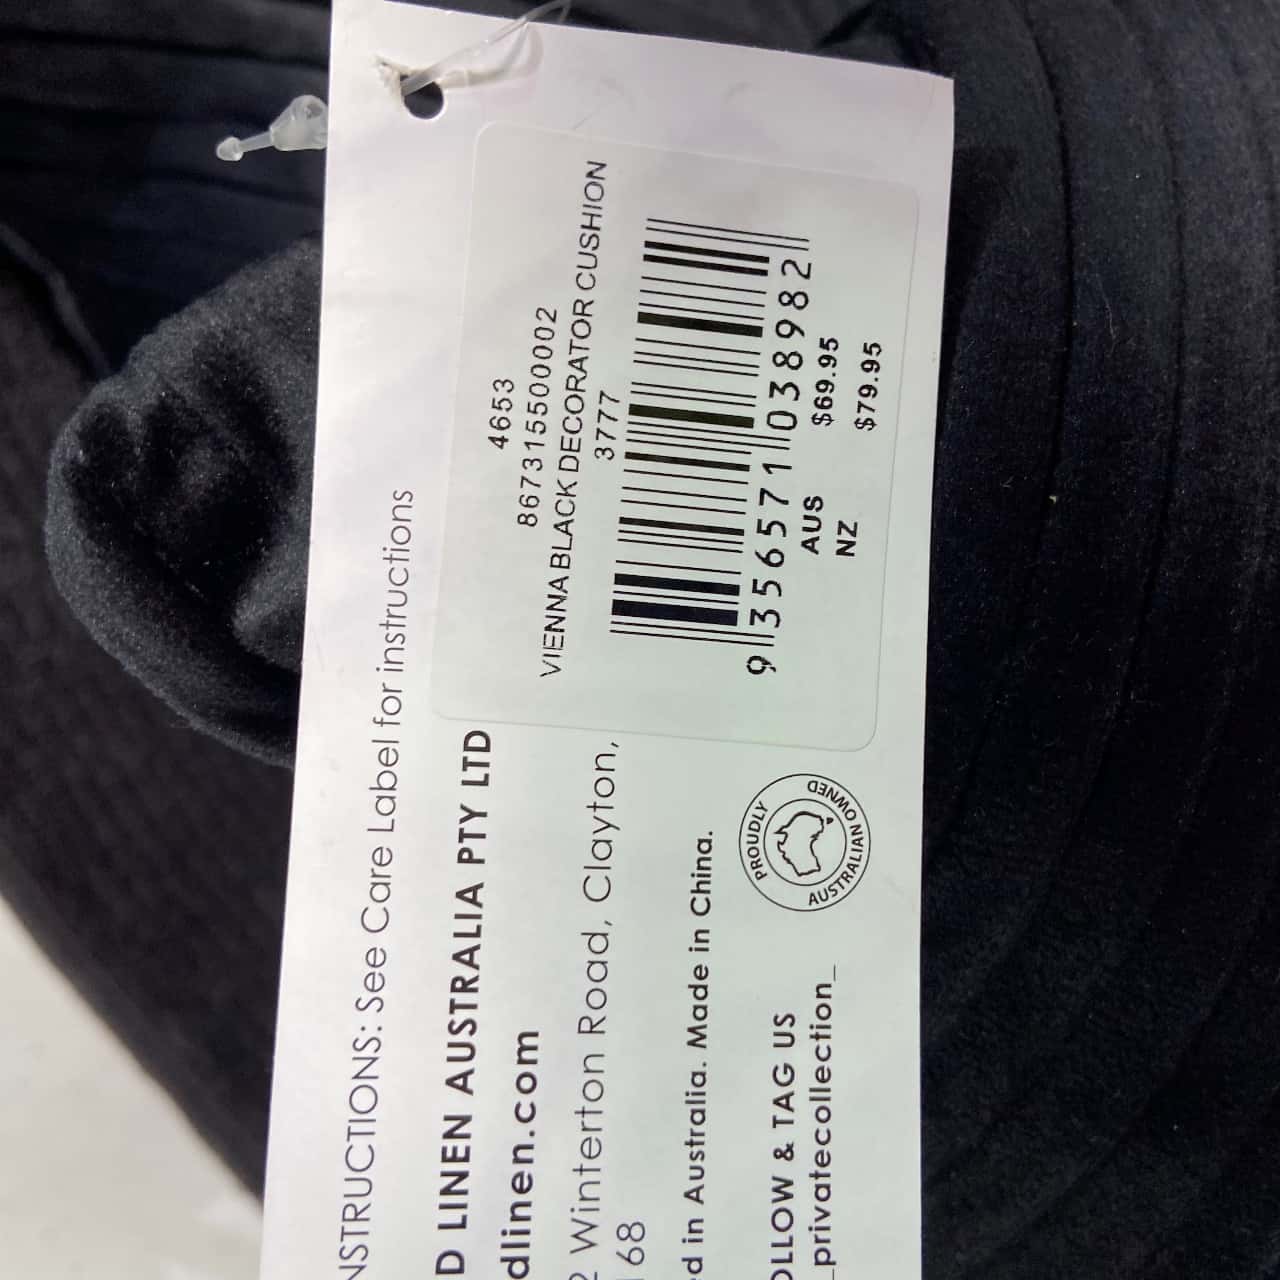 4653
86731550002
VIENNA BLACK DECORATOR CUSHION
3777
9 356571 038982
AUS $69.95
NZ $79.95
NSTRUCTIONS: See Care Label for instructions
D LINEN AUSTRALIA PTY LTD
dlinen.com
2 Winterton Road, Clayton,
168
ed in Australia. Made in China.
OLLOW & TAG US
_privatecollection_
PROUDLY
AUSTRALIAN OWNED